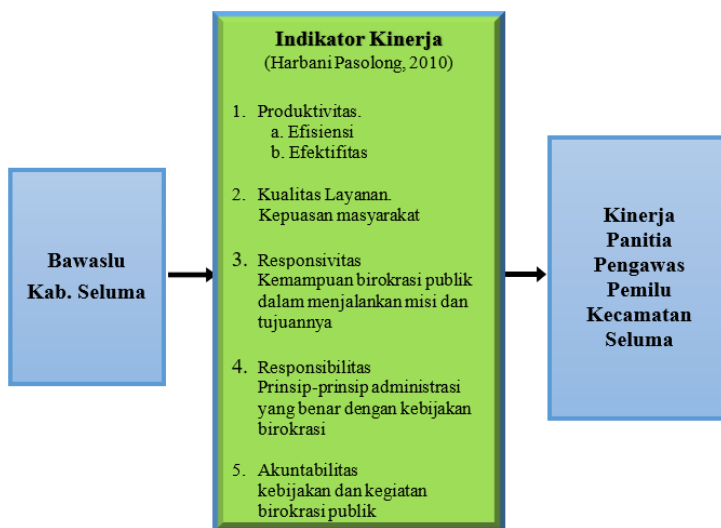 Bawaslu
Kab. Seluma
Indikator Kinerja
(Harbani Pasolong, 2010)
1. Produktivitas.
a. Efisiensi
b. Efektifitas
2. Kualitas Layanan.
Kepuasan masyarakat
3. Responsivitas
Kemampuan birokrasi publik
dalam menjalankan misi dan
tujuannya
4. Responsibilitas
Prinsip-prinsip administrasi
yang benar dengan kebijakan
birokrasi
5. Akuntabilitas
kebijakan dan kegiatan
birokrasi publik
Kinerja
Panitia
Pengawas
Pemilu
Kecamatan
Seluma